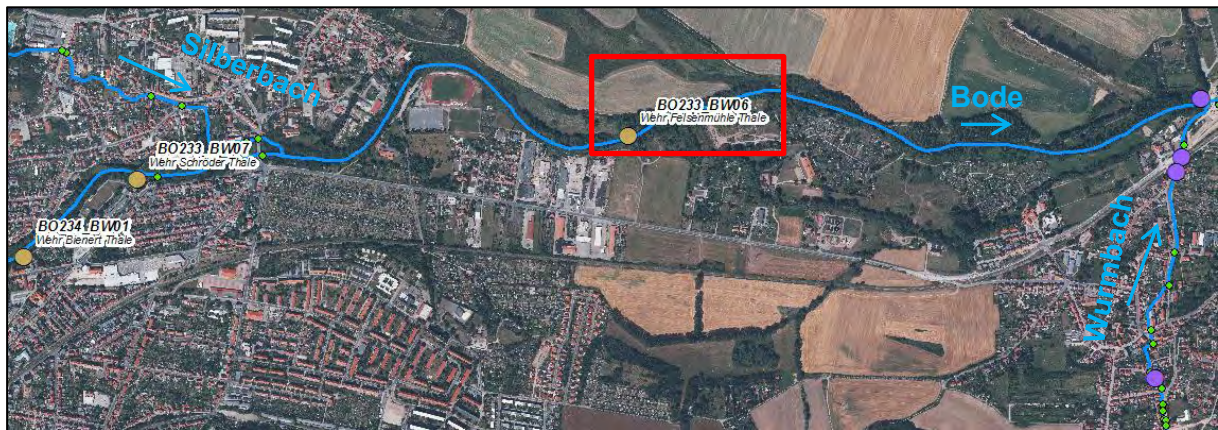 Silberbach
BO233_BW06
Wehr Felsenmühle Thale
Bode
BO233_BW07
Wehr Schröder Thale
BO234_BW01
Wehr Bienert Thale
Wurmbach